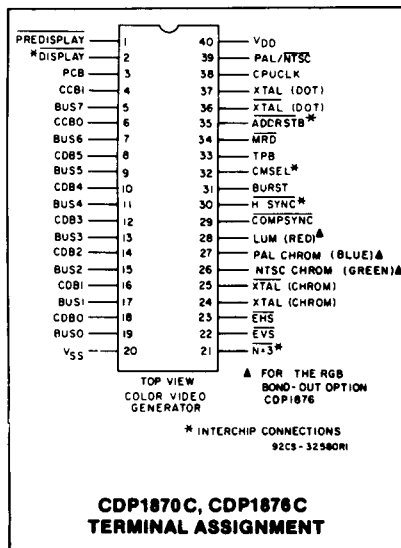 PREDISPLAY 1 40 VDD
*DISPLAY 2 39 PAL/NTSC
PCB 3 38 CPUCLK
CCB1 4 37 XTAL (DOT)
BUS7 5 36 XTAL (DOT)
CCB0 6 35 ADDRSTB*
BUS6 7 34 MRD
CDB5 8 33 TPB
BUS5 9 32 CMSEL*
CDB4 10 31 BURST
BUS4 11 30 H SYNC*
CDB3 12 29 COMPSYNC
BUS3 13 28 LUM (RED)▲
CDB2 14 27 PAL CHROM (BLUE)▲
BUS2 15 26 NTSC CHROM (GREEN)▲
CDB1 16 25 XTAL (CHROM)
BUS1 17 24 XTAL (CHROM)
CDB0 18 23 EHS
BUS0 19 22 EVS
VSS 20 21 N=3*
TOP VIEW
COLOR VIDEO
GENERATOR
▲ FOR THE RGB
BOND-OUT OPTION
CDP1876
* INTERCHIP CONNECTIONS
92CS-32580R1
CDP1870C, CDP1876C
TERMINAL ASSIGNMENT